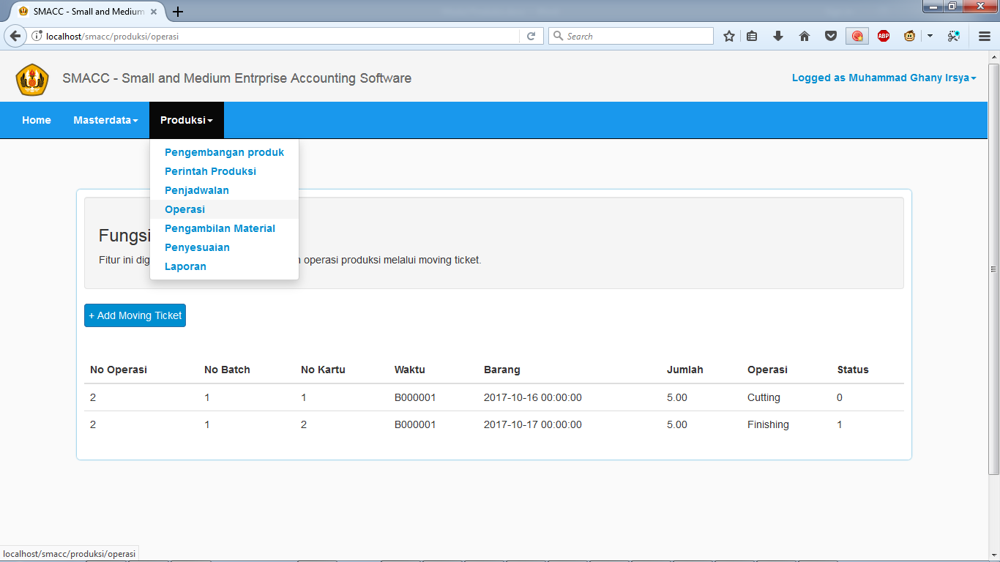 SMACC - Small and Medium
localhost/smacc/produksi/operasi
Search
ABP
SMACC - Small and Medium Entrprise Accounting Software
Logged as Muhammad Ghany Irsya
Home
Masterdata
Produksi
Pengembangan produk
Perintah Produksi
Penjadwalan
Operasi
Pengambilan Material
Penyesuaian
Laporan
Fungsi
Fitur ini dig operasi produksi melalui moving ticket.
+ Add Moving Ticket
No Operasi No Batch No Kartu Waktu Barang Jumlah Operasi Status
2 1 1 B000001 2017-10-16 00:00:00 5.00 Cutting 0
2 1 2 B000001 2017-10-17 00:00:00 5.00 Finishing 1
localhost/smacc/produksi/operasi